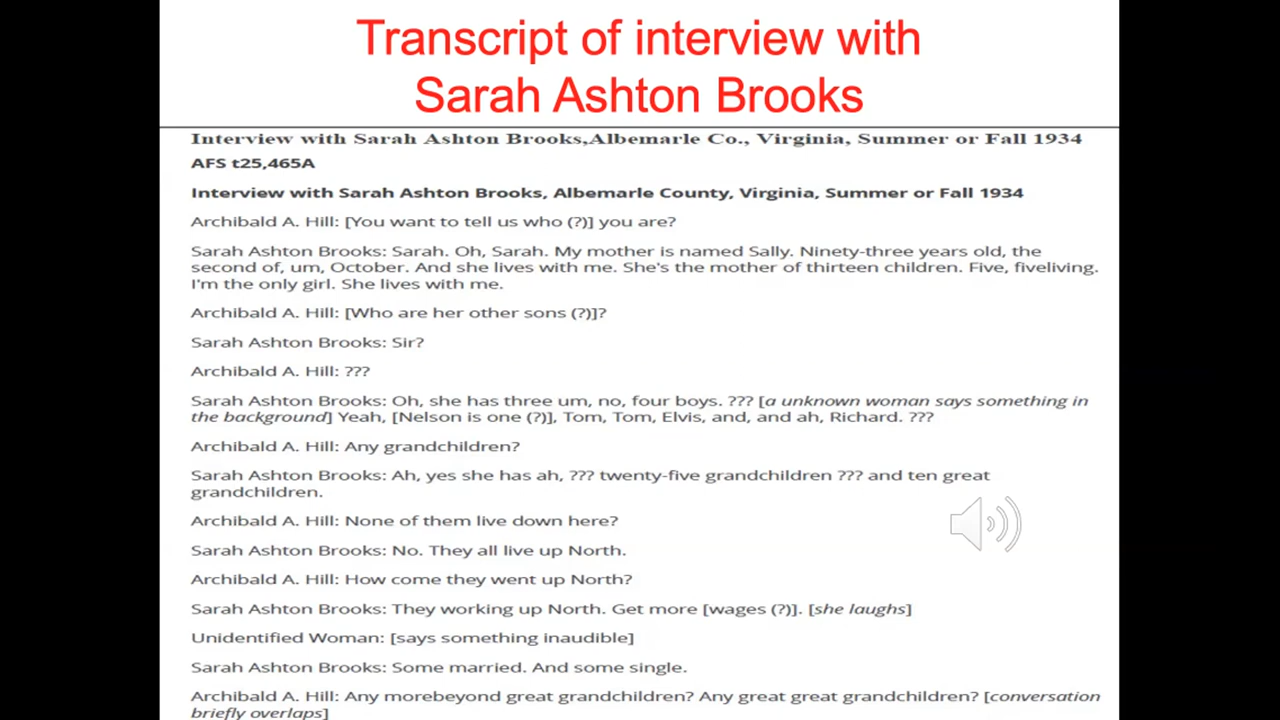 Transcript of interview with
Sarah Ashton Brooks
Interview with Sarah Ashton Brooks,Albemarle Co., Virginia, Summer or Fall 1934
AFS t25,465A
Interview with Sarah Ashton Brooks, Albemarle County, Virginia, Summer or Fall 1934
Archibald A. Hill: [You want to tell us who (?)] you are?
Sarah Ashton Brooks: Sarah. Oh, Sarah. My mother is named Sally. Ninety-three years old, the
second of, um, October. And she lives with me. She's the mother of thirteen children. Five, fiveliving.
I'm the only girl. She lives with me.
Archibald A. Hill: [Who are her other sons (?)]?
Sarah Ashton Brooks: Sir?
Archibald A. Hill: ???
Sarah Ashton Brooks: Oh, she has three um, no, four boys. ??? [a unknown woman says something in
the background] Yeah, [Nelson is one (?)], Tom, Tom, Elvis, and, and ah, Richard. ???
Archibald A. Hill: Any grandchildren?
Sarah Ashton Brooks: Ah, yes she has ah, ??? twenty-five grandchildren ??? and ten great
grandchildren.
Archibald A. Hill: None of them live down here?
Sarah Ashton Brooks: No. They all live up North.
Archibald A. Hill: How come they went up North?
Sarah Ashton Brooks: They working up North. Get more [wages (?)]. [she laughs]
Unidentified Woman: [says something inaudible]
Sarah Ashton Brooks: Some married. And some single.
Archibald A. Hill: Any morebeyond great grandchildren? Any great great grandchildren? [conversation
briefly overlaps]